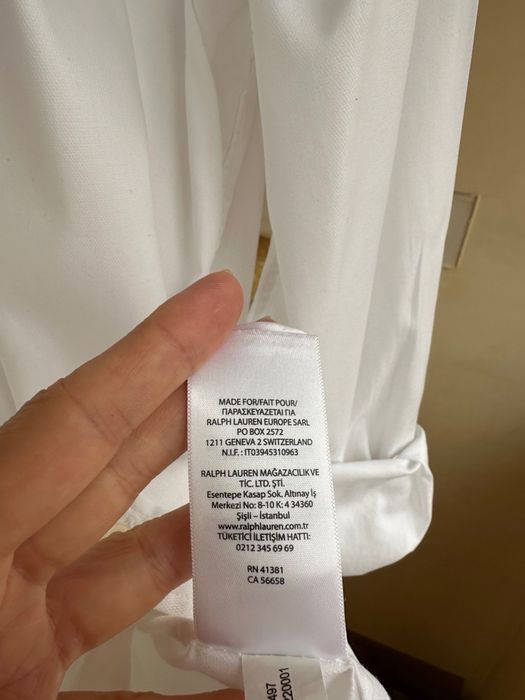 MADE FOR/FAIT POUR/
ΠΑΡΑΣΚΕΥΑΖΕΤΑΙ ΓΙΑ
RALPH LAUREN EUROPE SARL
PO BOX 2572
1211 GENEVA 2 SWITZERLAND
N.I.F. : IT03945310963
RALPH LAUREN MAĞAZACILIK VE
TİC. LTD. ŞTİ.
Esentepe Kasap Sok. Altınay İş
Merkezi No: 8-10 K: 4 34360
Şişli – İstanbul
www.ralphlauren.com.tr
TÜKETİCİ İLETİŞİM HATTI:
0212 345 69 69
RN 41381
CA 56658
497
220001